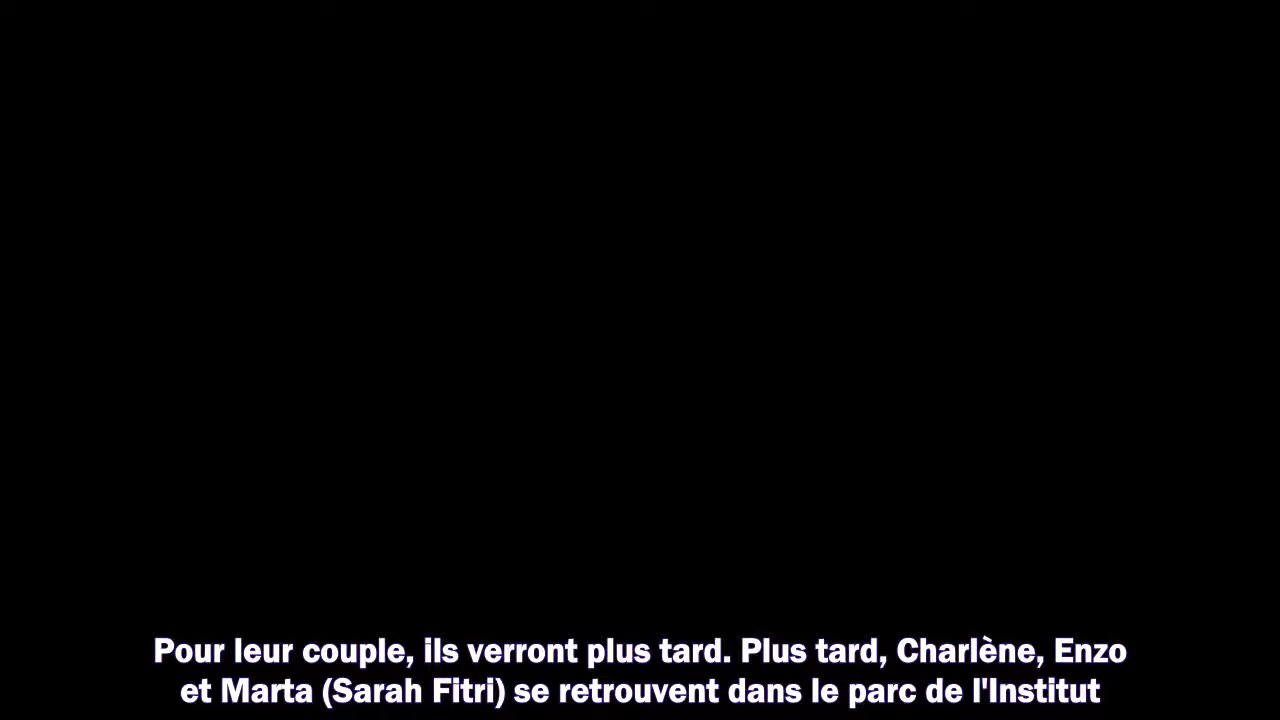 Pour leur couple, ils verront plus tard. Plus tard, Charlène, Enzo
et Marta (Sarah Fitri) se retrouvent dans le parc de l'Institut